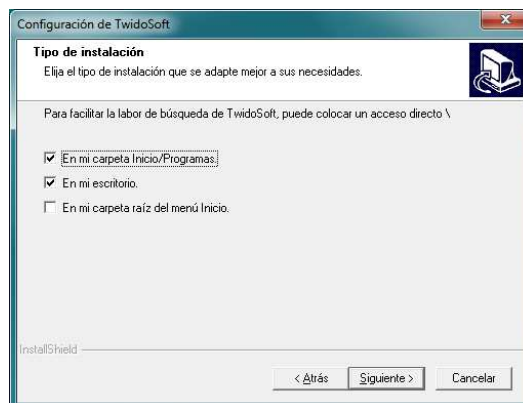 Configuración de TwidoSoft
Tipo de instalación
Elija el tipo de instalación que se adapte mejor a sus necesidades.
Para facilitar la labor de búsqueda de TwidoSoft, puede colocar un acceso directo \
En mi carpeta Inicio/Programas.
En mi escritorio.
En mi carpeta raíz del menú Inicio.
InstallShield
< Atrás Siguiente > Cancelar